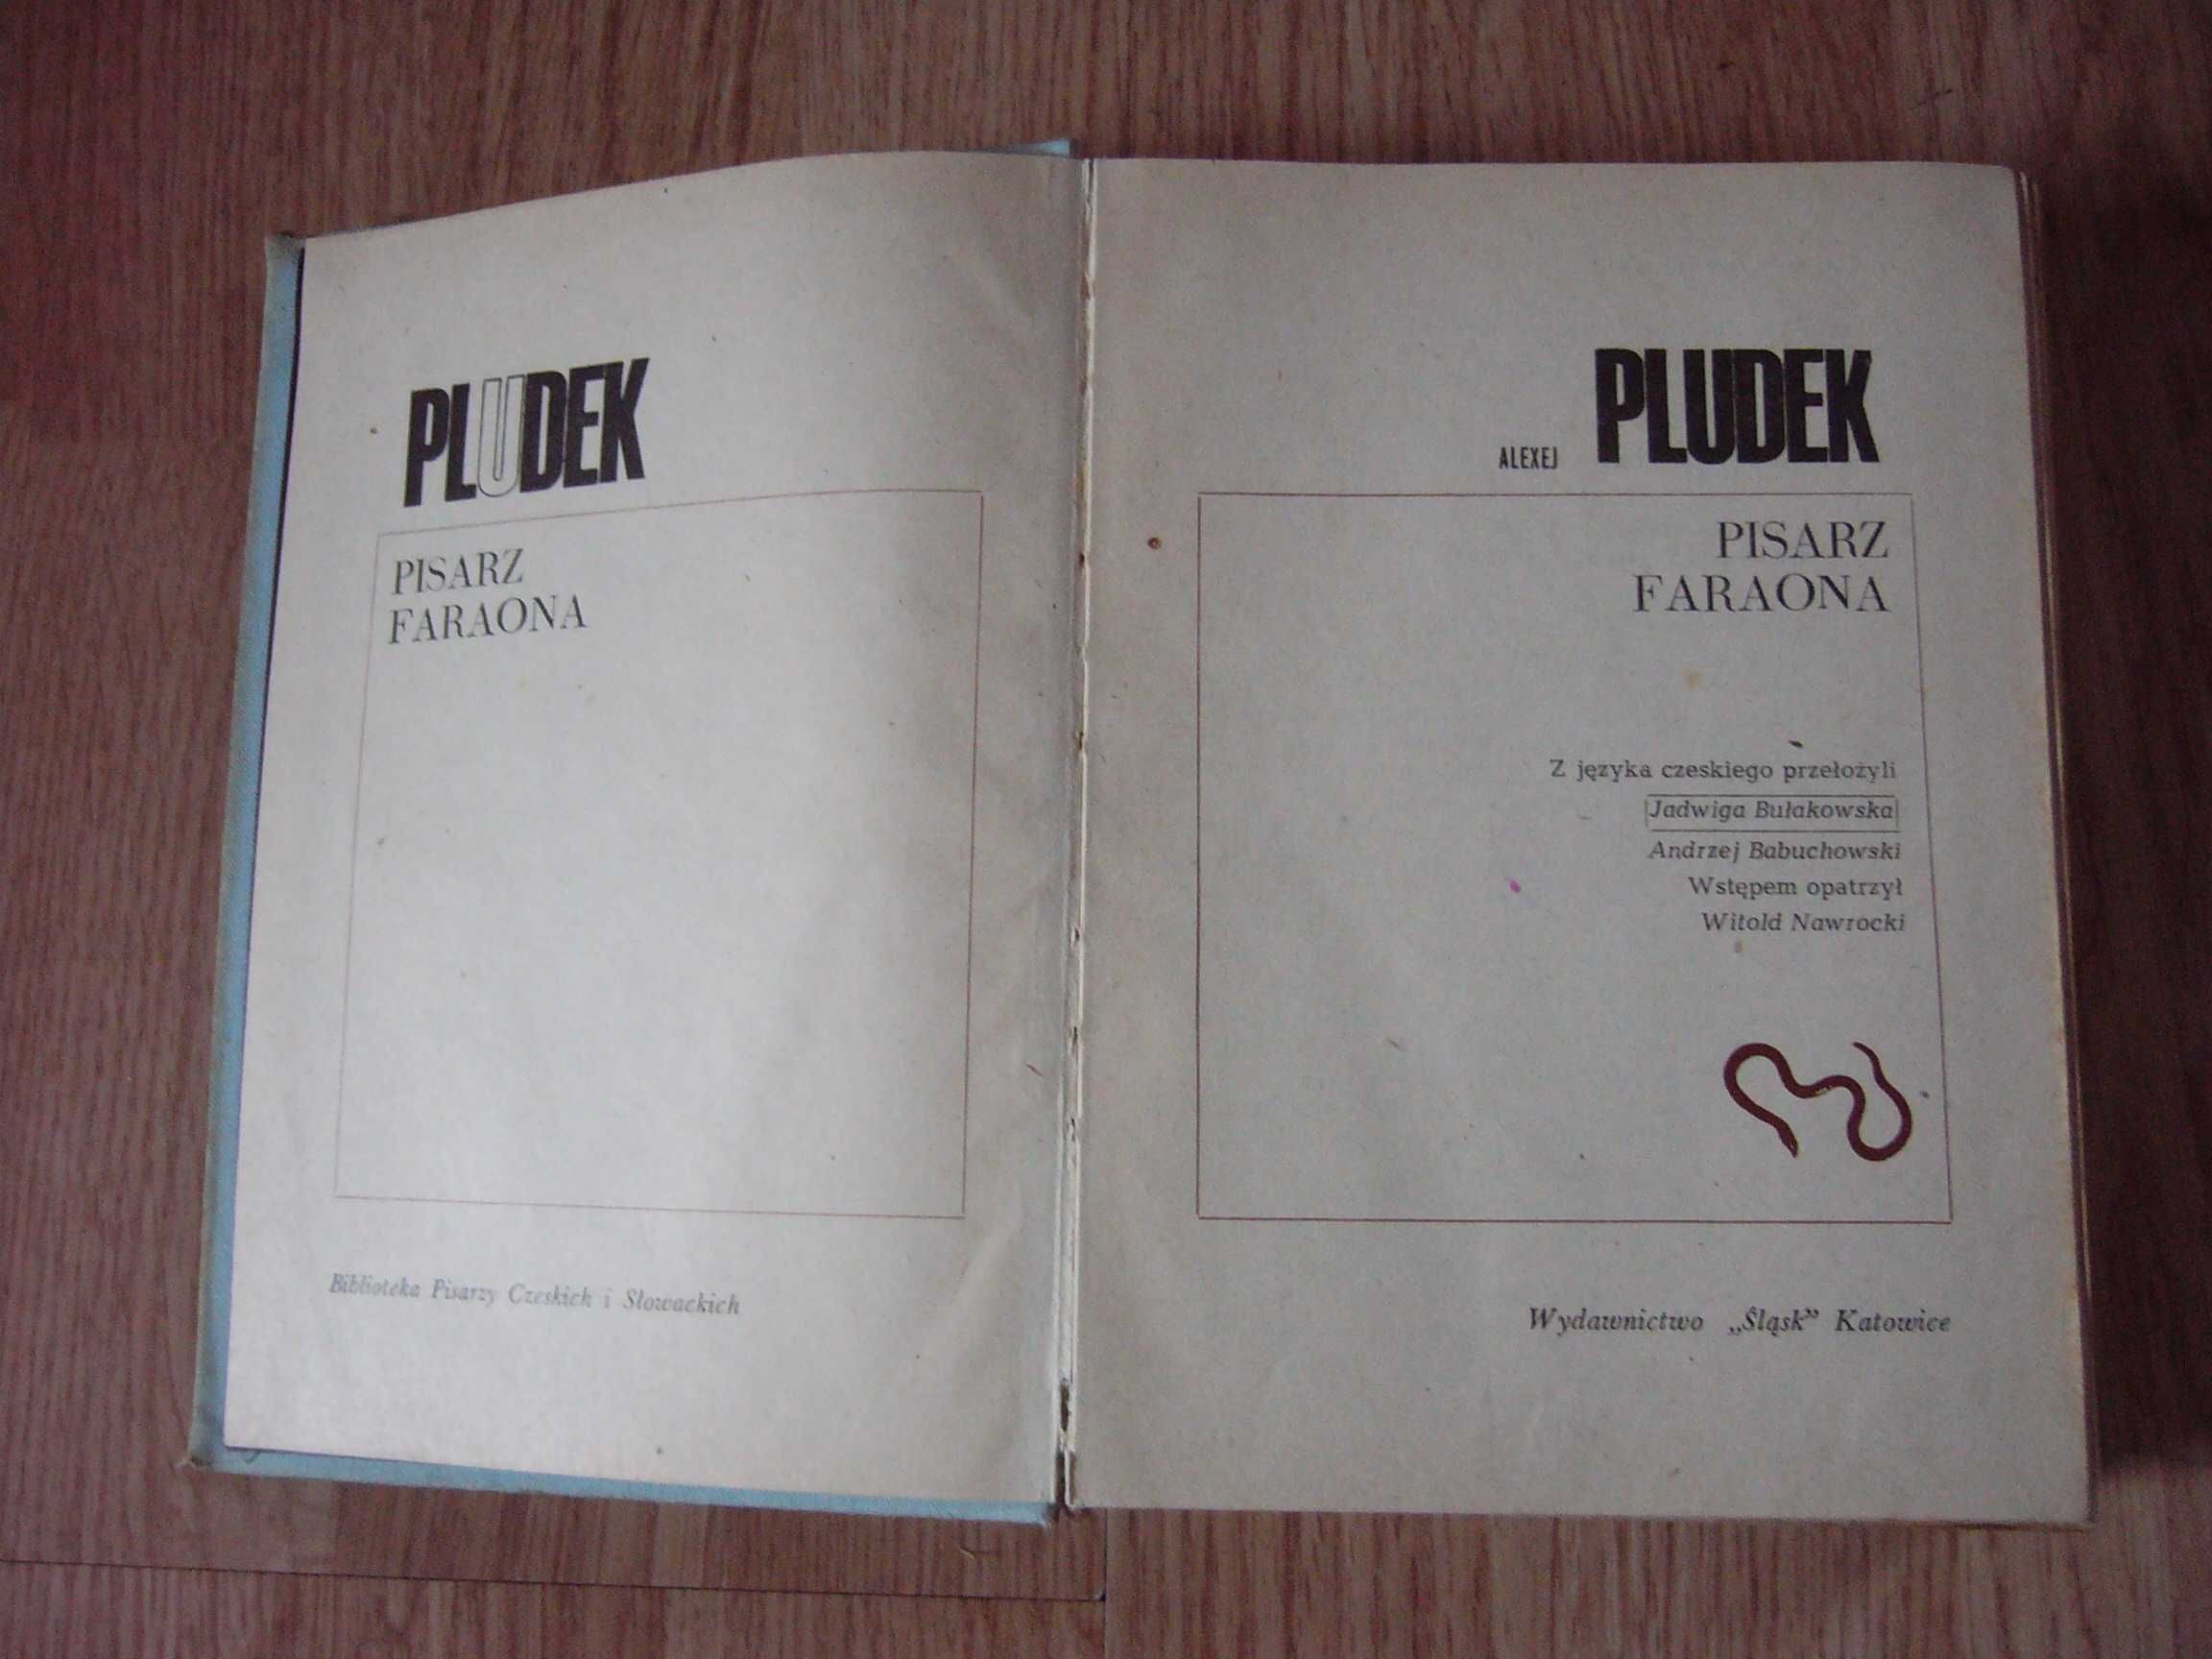 PLUDEK
PISARZ
FARAONA
Biblioteka Pisarzy Czeskich i Słowackich
ALEXEJ PLUDEK
PISARZ
FARAONA
Z języka czeskiego przełożyli
Jadwiga Bułakowska
Andrzej Babuchowski
Wstępem opatrzył
Witold Nawrocki
Wydawnictwo „Śląsk” Katowice